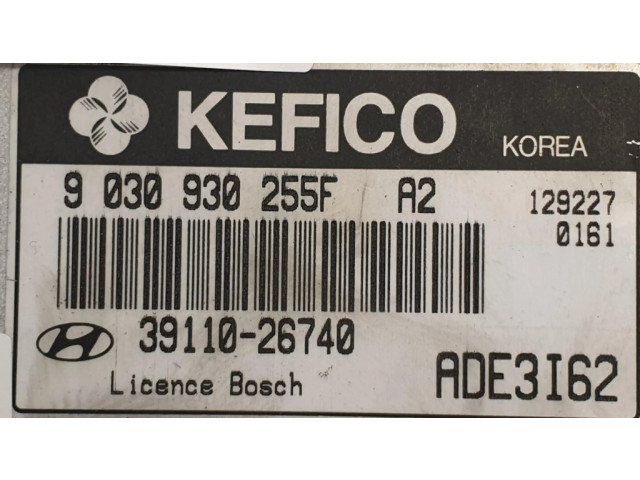 KEFICO KOREA
9 030 930 255F A2 129227
0161
39110-26740
Licence Bosch ADE3I62